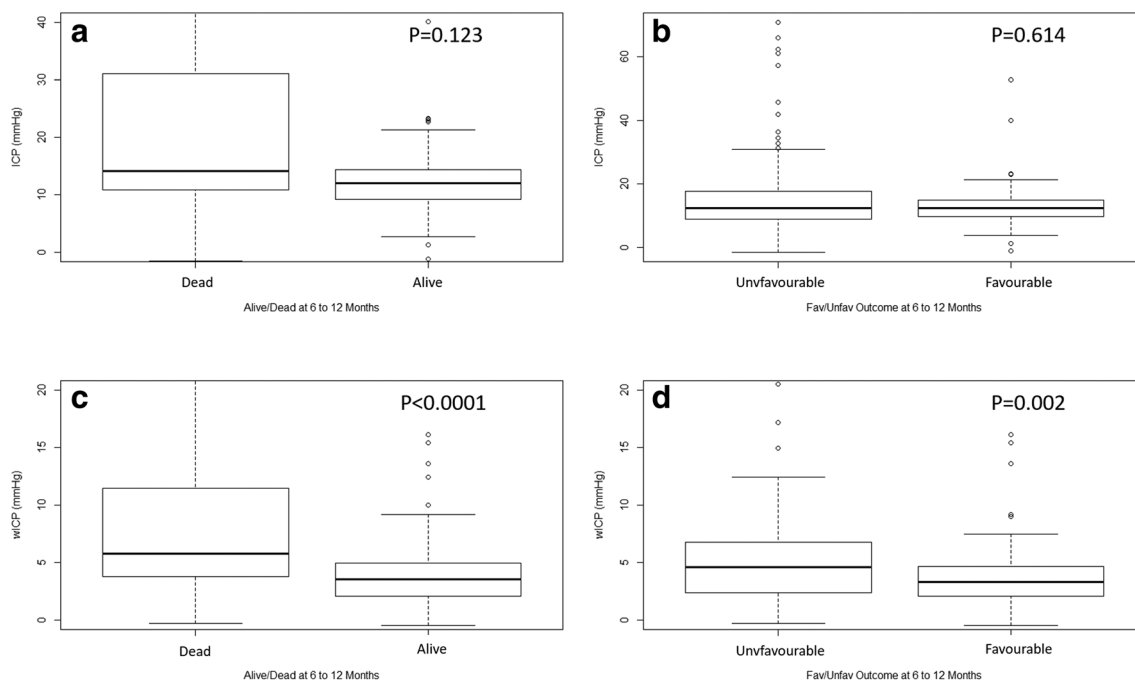 a
P=0.123
ICP (mmHg)
40
30
20
10
0
Dead
Alive
Alive/Dead at 6 to 12 Months
b
P=0.614
ICP (mmHg)
60
40
20
0
Unvfavourable
Favourable
Fav/Unfav Outcome at 6 to 12 Months
c
P<0.0001
wICP (mmHg)
20
15
10
5
0
Dead
Alive
Alive/Dead at 6 to 12 Months
d
P=0.002
wICP (mmHg)
20
15
10
5
0
Unvfavourable
Favourable
Fav/Unfav Outcome at 6 to 12 Months